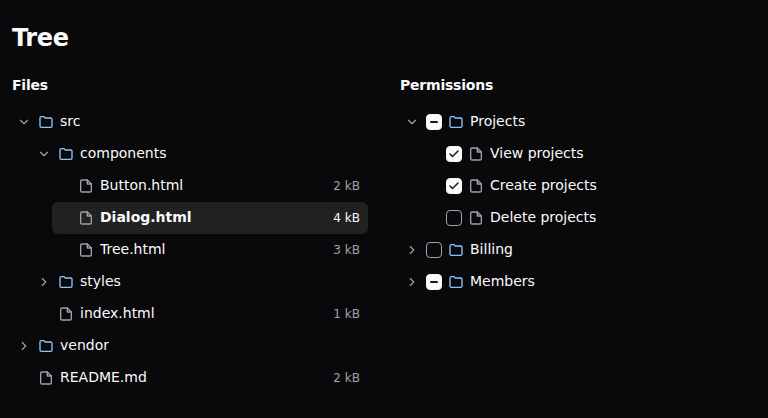 Tree
Files
src
components
Button.html 2 kB
Dialog.html 4 kB
Tree.html 3 kB
styles
index.html 1 kB
vendor
README.md 2 kB
Permissions
Projects
View projects
Create projects
Delete projects
Billing
Members